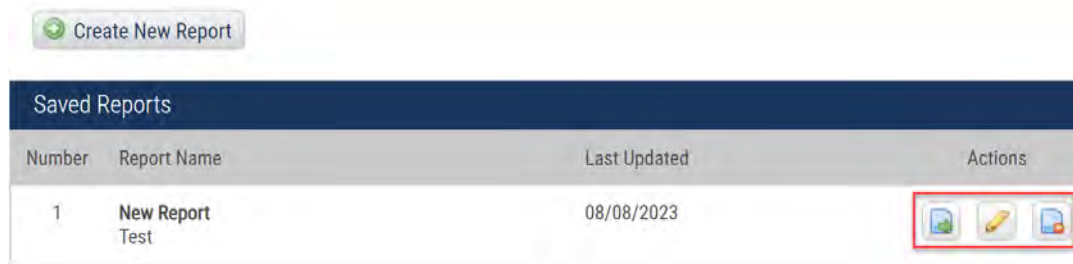 Create New Report
Saved Reports
Number Report Name Last Updated Actions
1 New Report 08/08/2023
Test